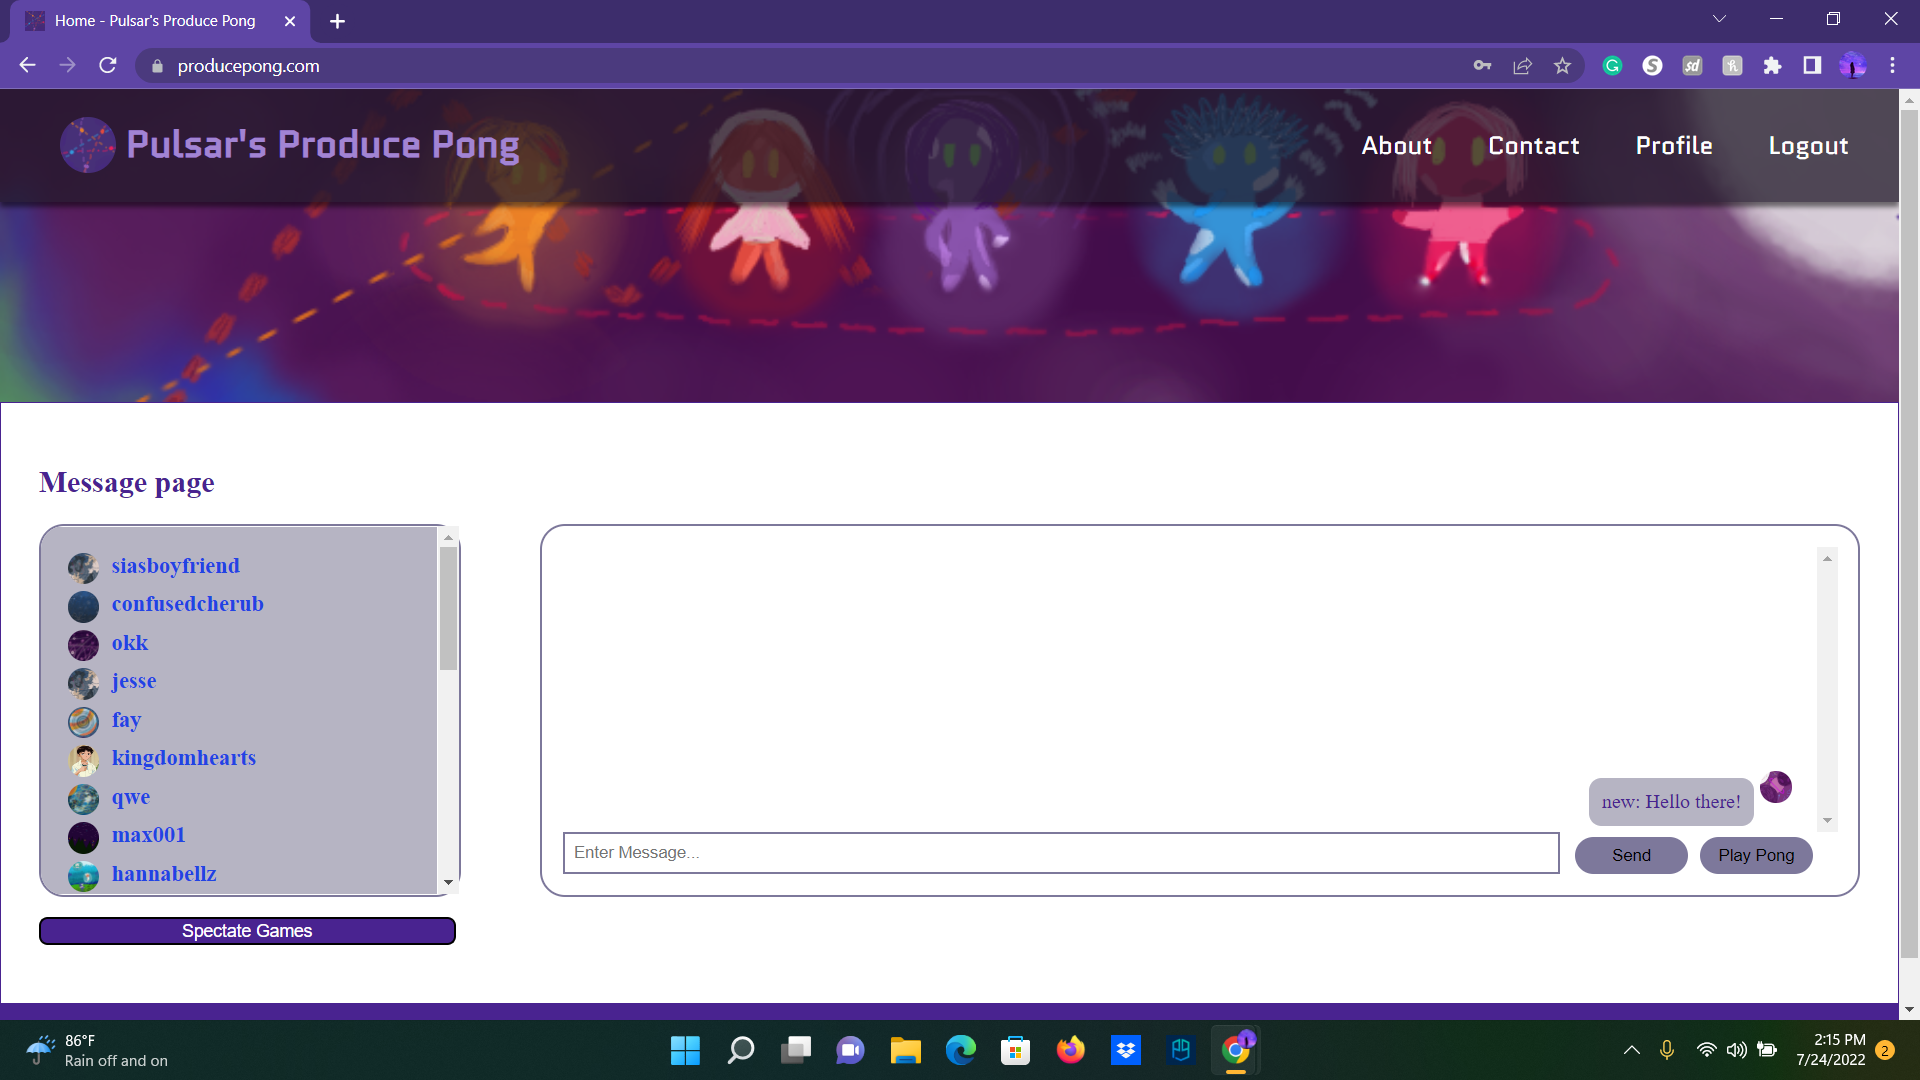 Home - Pulsar's Produce Pong
producepong.com
Pulsar's Produce Pong
About
Contact
Profile
Logout
Message page
siasboyfriend
confusedcherub
okk
jesse
fay
kingdomhearts
qwe
max001
hannabellz
new: Hello there!
Enter Message...
Send
Play Pong
Spectate Games
86°F
Rain off and on
2:15 PM
7/24/2022
2